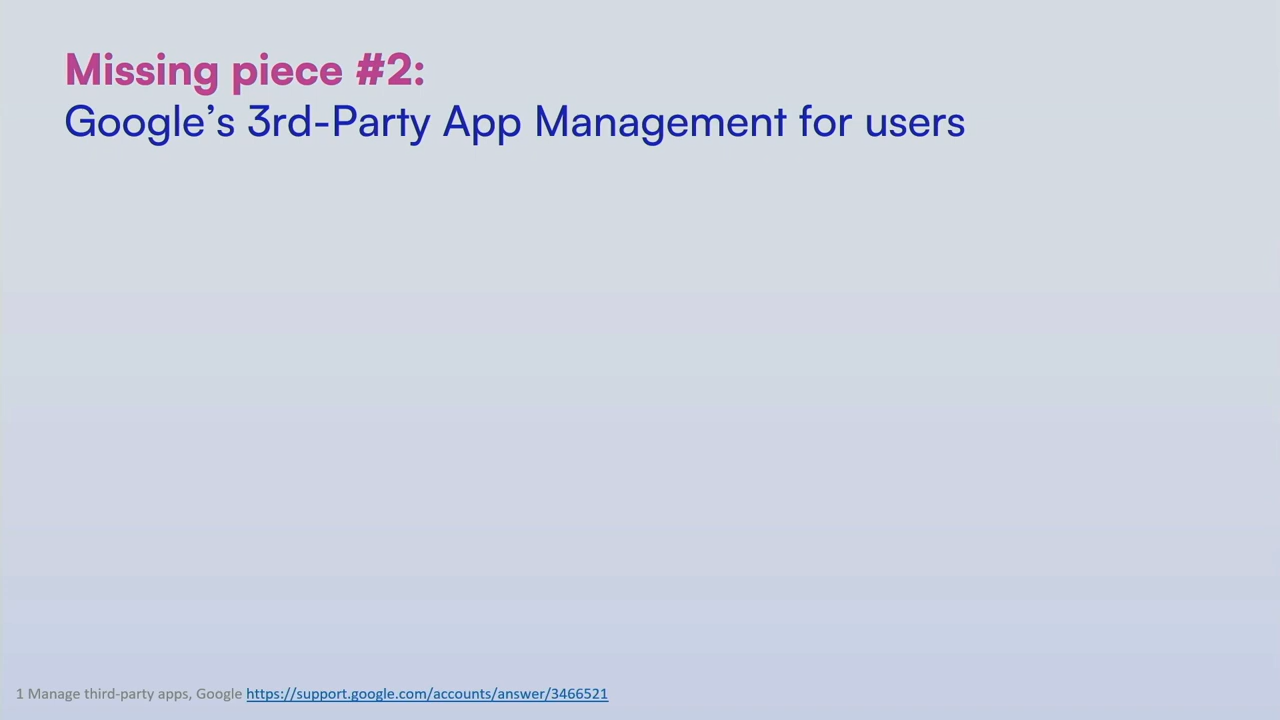 Missing piece #2:
Google’s 3rd-Party App Management for users
1 Manage third-party apps, Google https://support.google.com/accounts/answer/3466521